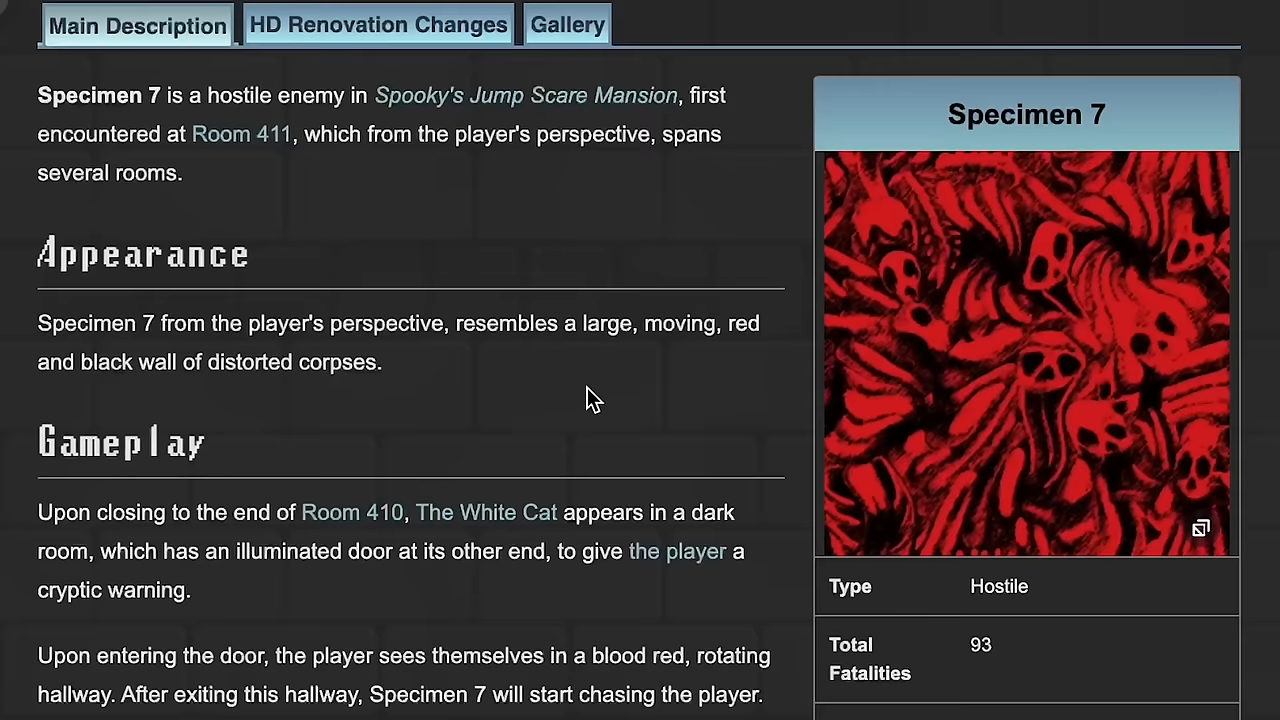 Main Description
HD Renovation Changes
Gallery
Specimen 7 is a hostile enemy in Spooky's Jump Scare Mansion, first
encountered at Room 411, which from the player's perspective, spans
several rooms.
Appearance
Specimen 7 from the player's perspective, resembles a large, moving, red
and black wall of distorted corpses.
Gameplay
Upon closing to the end of Room 410, The White Cat appears in a dark
room, which has an illuminated door at its other end, to give the player a
cryptic warning.
Upon entering the door, the player sees themselves in a blood red, rotating
hallway. After exiting this hallway, Specimen 7 will start chasing the player.
Specimen 7
Type Hostile
Total 93
Fatalities